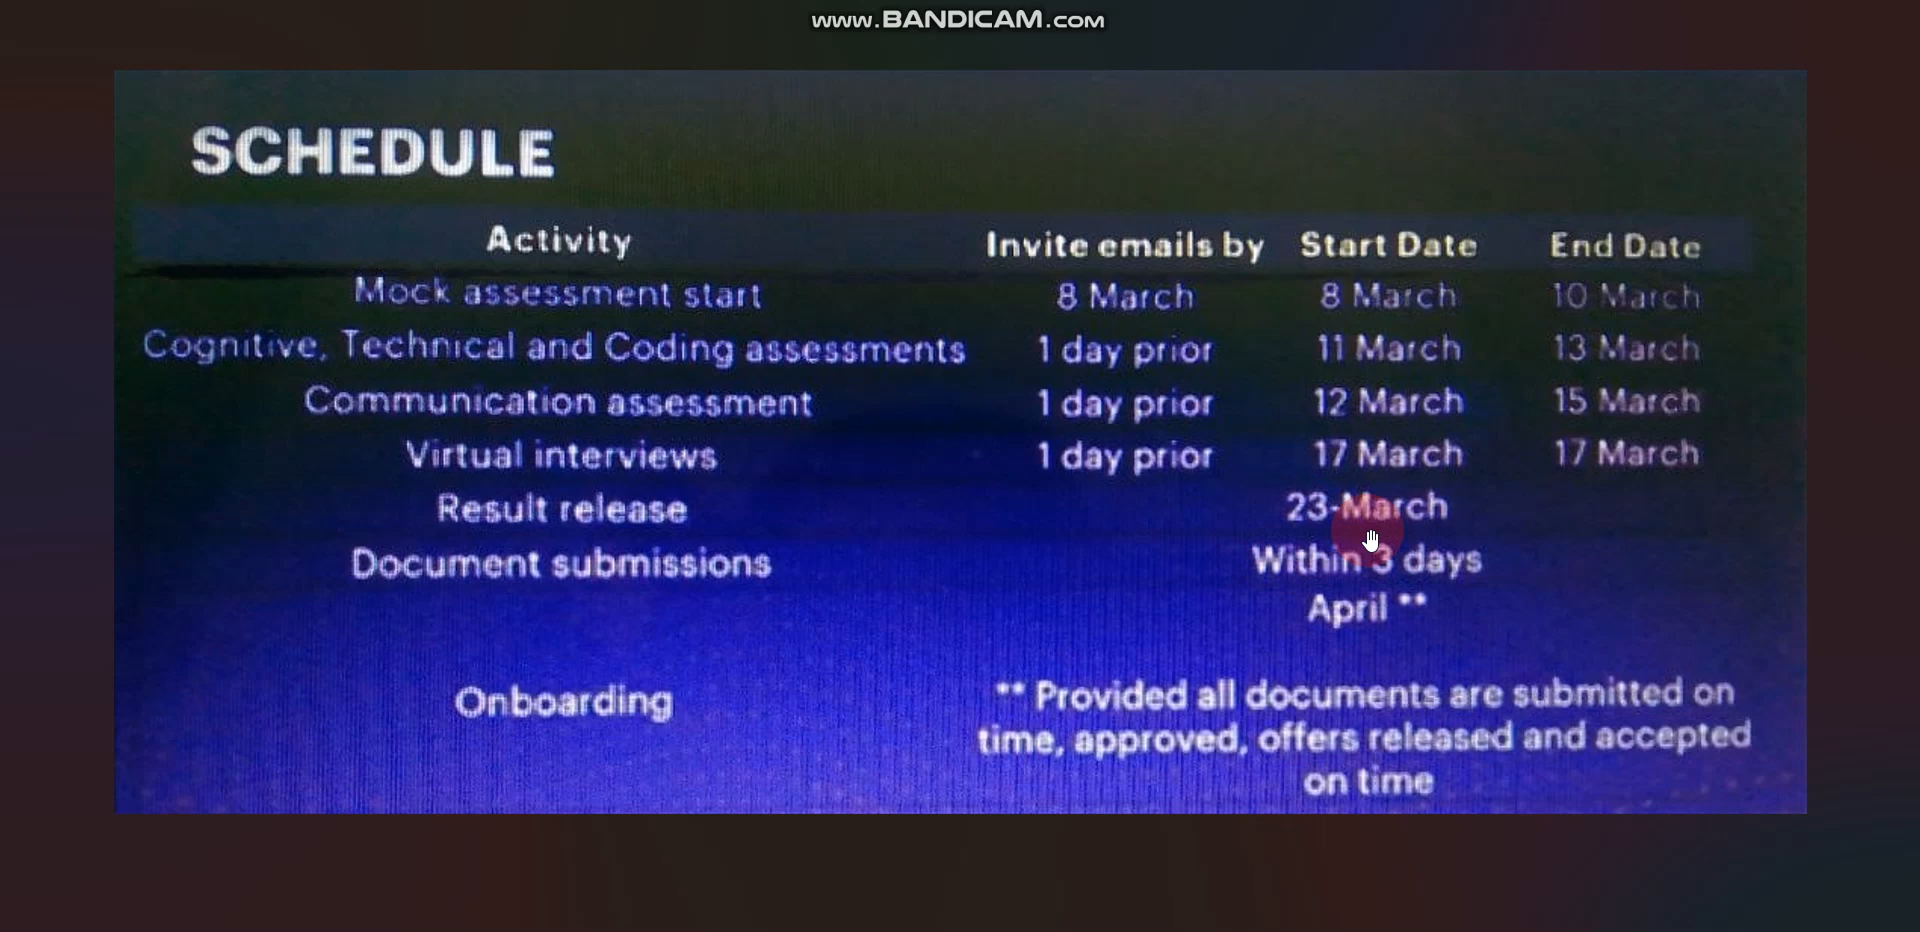 www.BANDICAM.com
SCHEDULE
Activity Invite emails by Start Date End Date
Mock assessment start 8 March 8 March 10 March
Cognitive, Technical and Coding assessments 1 day prior 11 March 13 March
Communication assessment 1 day prior 12 March 15 March
Virtual interviews 1 day prior 17 March 17 March
Result release 23-March
Document submissions Within 3 days
April **
Onboarding
** Provided all documents are submitted on
time, approved, offers released and accepted
on time